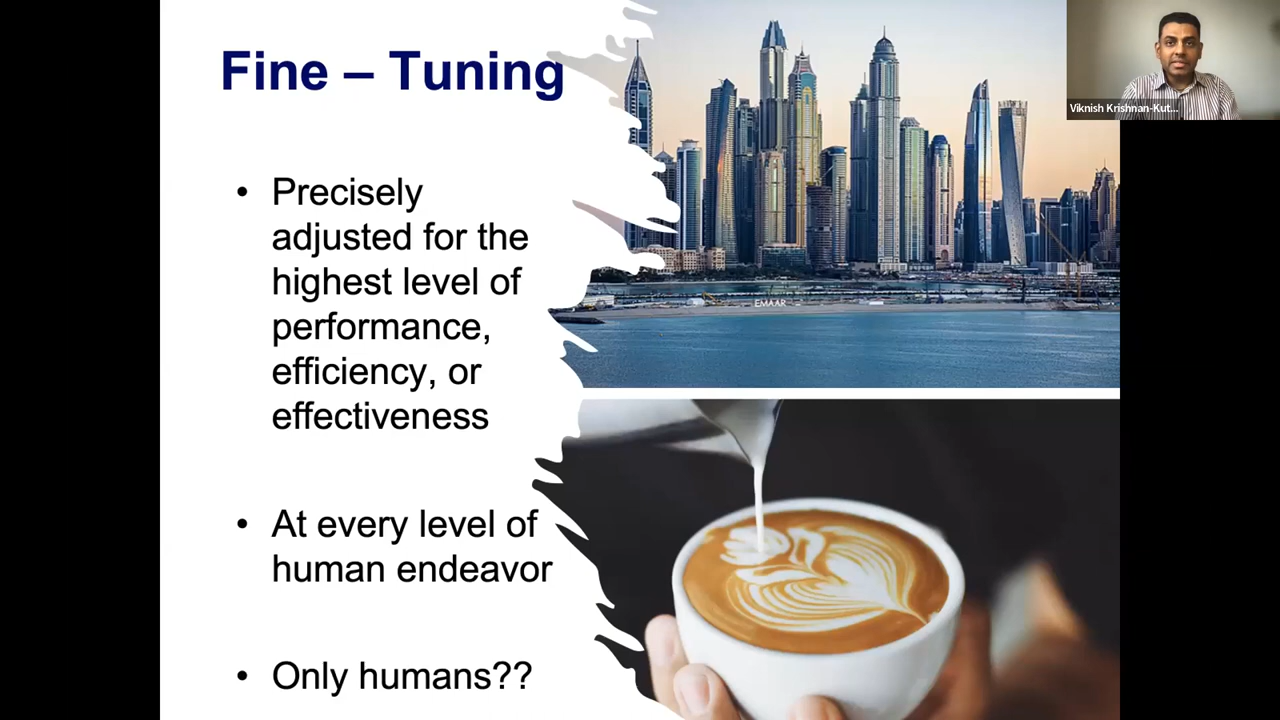 Fine – Tuning
Viknish Krishnan-Kut...
• Precisely
adjusted for the
highest level of
performance,
efficiency, or
effectiveness
EMAAR
• At every level of
human endeavor
• Only humans??